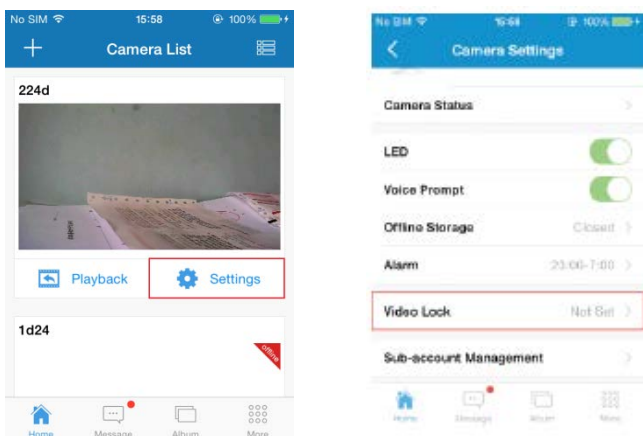 No SIM 15:58 100%
Camera List
224d
Playback Settings
1d24
offline
Home Message Album More
No SIM 15:58 100%
Camera Settings
Camera Status
LED
Voice Prompt
Offline Storage Closed
Alarm 23:00-7:00
Video Lock Not Set
Sub-account Management
Home Message Album More